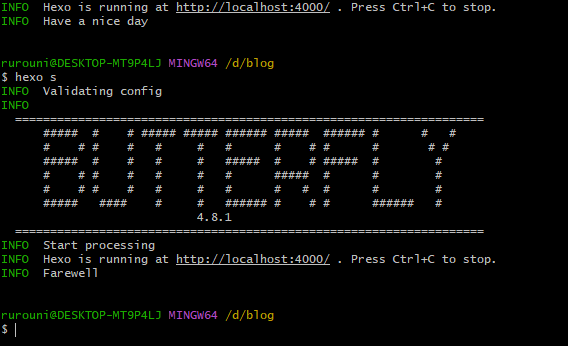 INFO  Hexo is running at http://localhost:4000/ . Press Ctrl+C to stop.
INFO  Have a nice day
rurouni@DESKTOP-MT9P4LJ MINGW64 /d/blog
$ hexo s
INFO  Validating config
INFO
===================================================================
BUTTERFLY
4.8.1
===================================================================
INFO  Start processing
INFO  Hexo is running at http://localhost:4000/ . Press Ctrl+C to stop.
INFO  Farewell
rurouni@DESKTOP-MT9P4LJ MINGW64 /d/blog
$